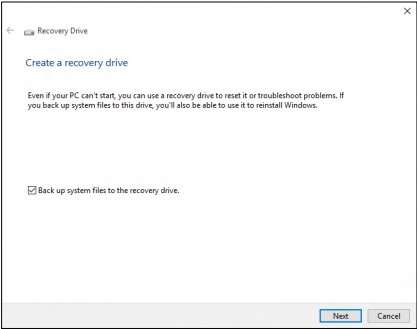 Recovery Drive
Create a recovery drive
Even if your PC can't start, you can use a recovery drive to reset it or troubleshoot problems. If
you back up system files to this drive, you'll also be able to use it to reinstall Windows.
Back up system files to the recovery drive.
Next Cancel